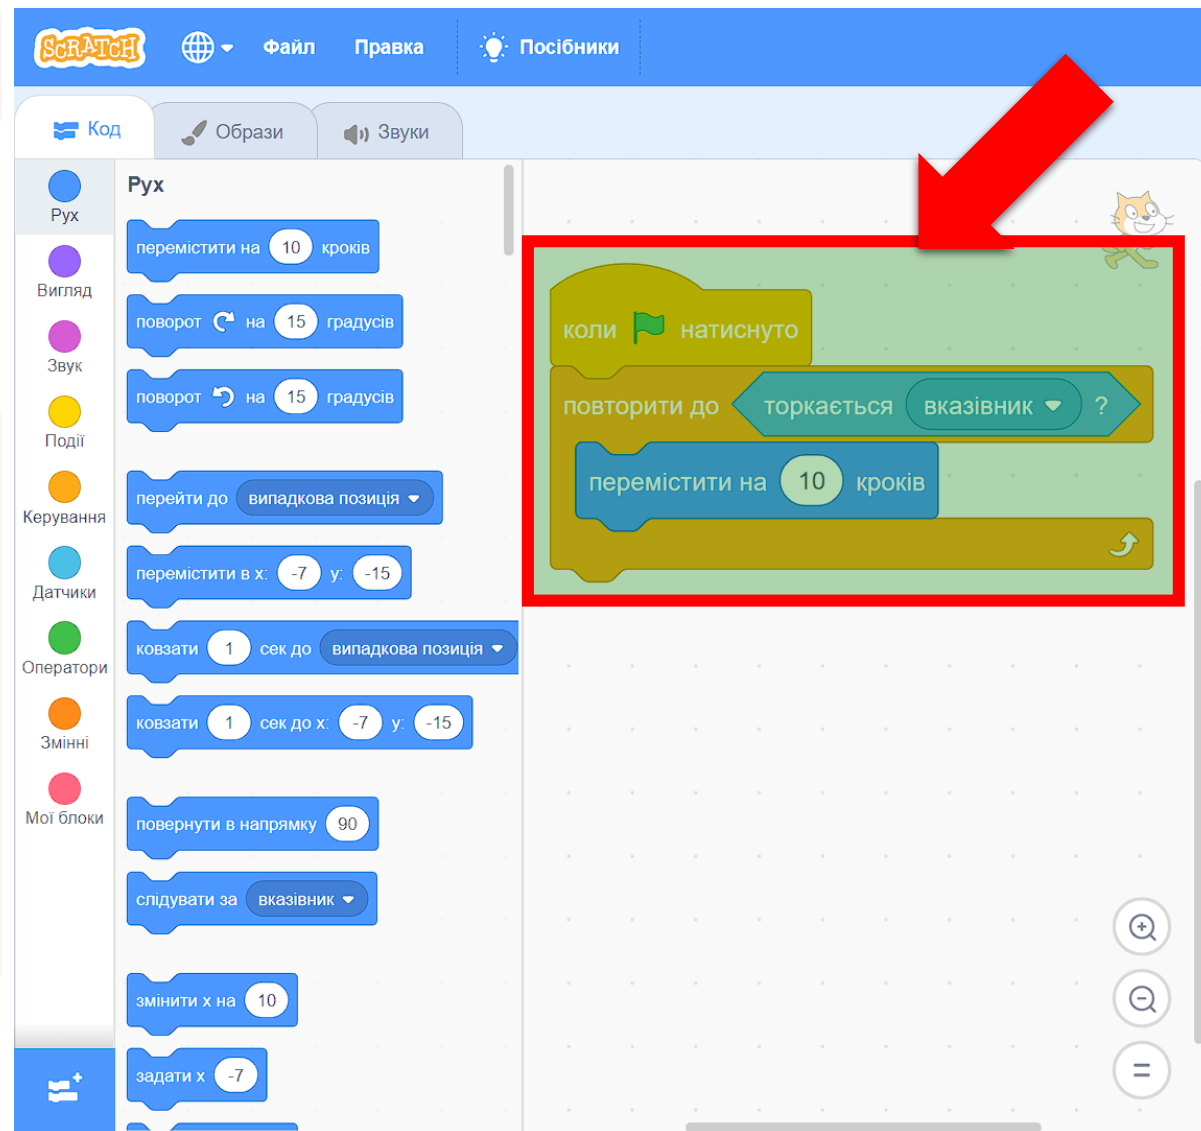 SCRATCH Файл Правка Посібники
Код Образи Звуки
Рух
Вигляд
Звук
Події
Керування
Датчики
Оператори
Змінні
Мої блоки
Рух
перемістити на 10 кроків
поворот на 15 градусів
поворот на 15 градусів
перейти до випадкова позиція
перемістити в x: -7 y: -15
ковзати 1 сек до випадкова позиція
ковзати 1 сек до x: -7 y: -15
повернути в напрямку 90
слідувати за вказівник
змінити x на 10
задати x -7
коли натиснуто
повторити до торкається вказівник ?
перемістити на 10 кроків